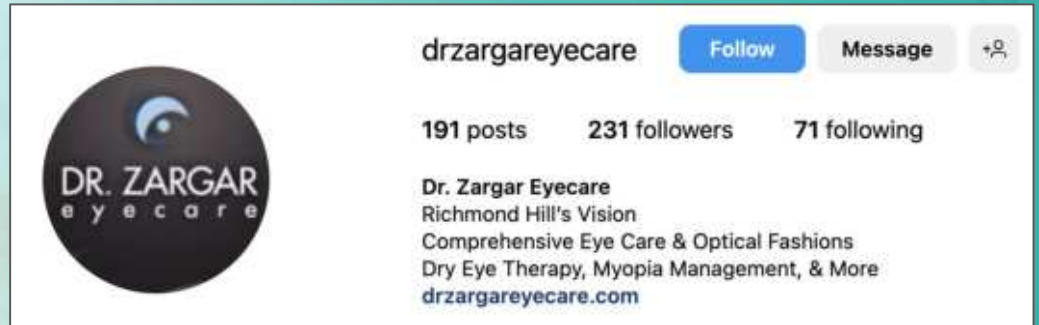 drzargareyecare Follow Message
191 posts 231 followers 71 following
DR. ZARGAR
eyecare
Dr. Zargar Eyecare
Richmond Hill's Vision
Comprehensive Eye Care & Optical Fashions
Dry Eye Therapy, Myopia Management, & More
drzargareyecare.com